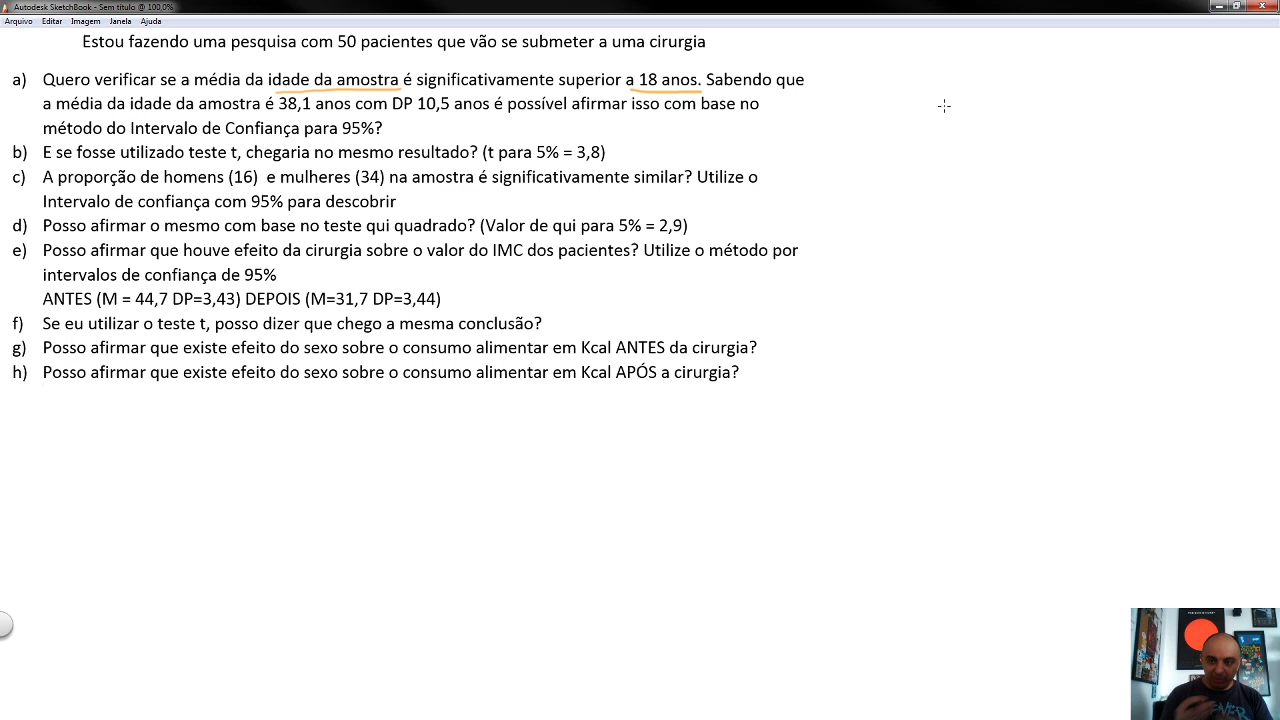 Autodesk SketchBook - Sem título @ 100,0%
Arquivo Editar Imagem Janela Ajuda
Estou fazendo uma pesquisa com 50 pacientes que vão se submeter a uma cirurgia
a) Quero verificar se a média da idade da amostra é significativamente superior a 18 anos. Sabendo que
a média da idade da amostra é 38,1 anos com DP 10,5 anos é possível afirmar isso com base no
método do Intervalo de Confiança para 95%?
b) E se fosse utilizado teste t, chegaria no mesmo resultado? (t para 5% = 3,8)
c) A proporção de homens (16) e mulheres (34) na amostra é significativamente similar? Utilize o
Intervalo de confiança com 95% para descobrir
d) Posso afirmar o mesmo com base no teste qui quadrado? (Valor de qui para 5% = 2,9)
e) Posso afirmar que houve efeito da cirurgia sobre o valor do IMC dos pacientes? Utilize o método por
intervalos de confiança de 95%
ANTES (M = 44,7 DP=3,43) DEPOIS (M=31,7 DP=3,44)
f) Se eu utilizar o teste t, posso dizer que chego a mesma conclusão?
g) Posso afirmar que existe efeito do sexo sobre o consumo alimentar em Kcal ANTES da cirurgia?
h) Posso afirmar que existe efeito do sexo sobre o consumo alimentar em Kcal APÓS a cirurgia?